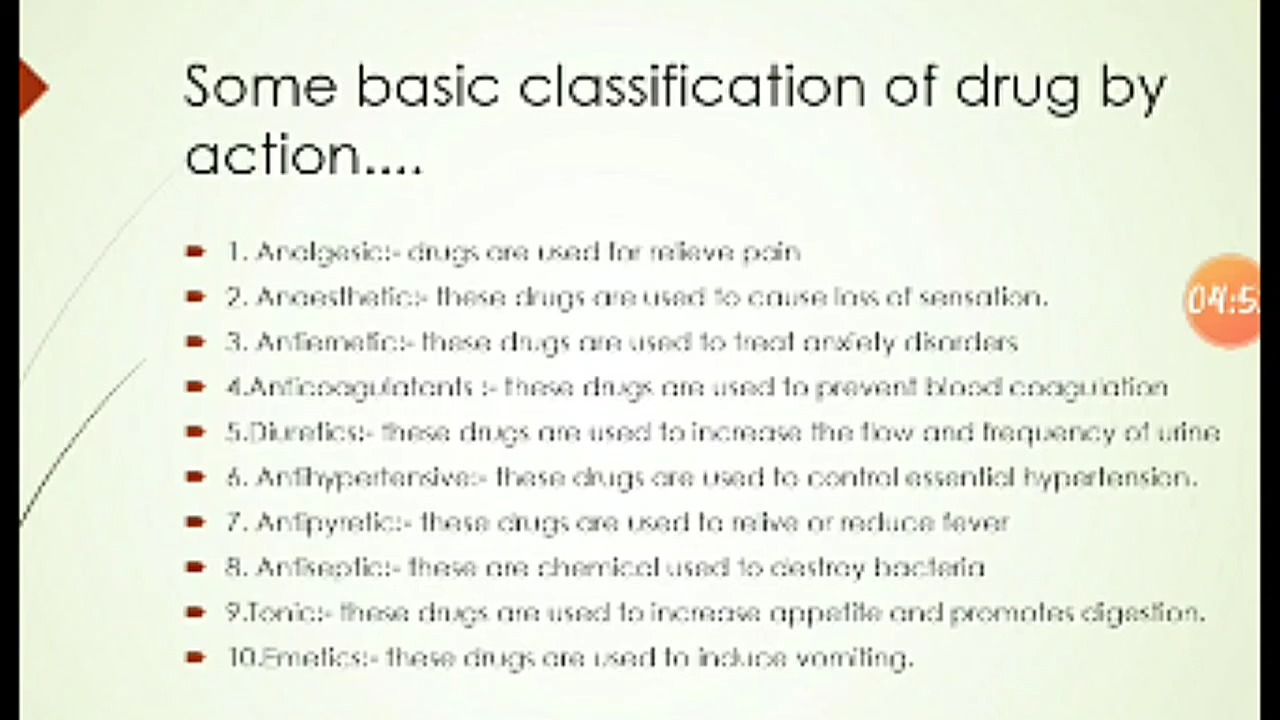 Some basic classification of drug by
action....
1. Analgesic:- drugs are used for relieve pain
2. Anaesthetic:- these drugs are used to cause loss of sensation.
04:5
3. Antiemetic:- these drugs are used to treat anxiety disorders
4.Anticoagulatants :- these drugs are used to prevent blood coagulation
5.Diuretics:- these drugs are used to increase the flow and frequency of urine
6. Antihypertensive:- these drugs are used to control essential hypertension.
7. Antipyretic:- these drugs are used to relive or reduce fever
8. Antiseptic:- these are chemical used to destroy bacteria
9.Tonic:- these drugs are used to increase appetite and promotes digestion.
10.Emetics:- these drugs are used to induce vomiting.